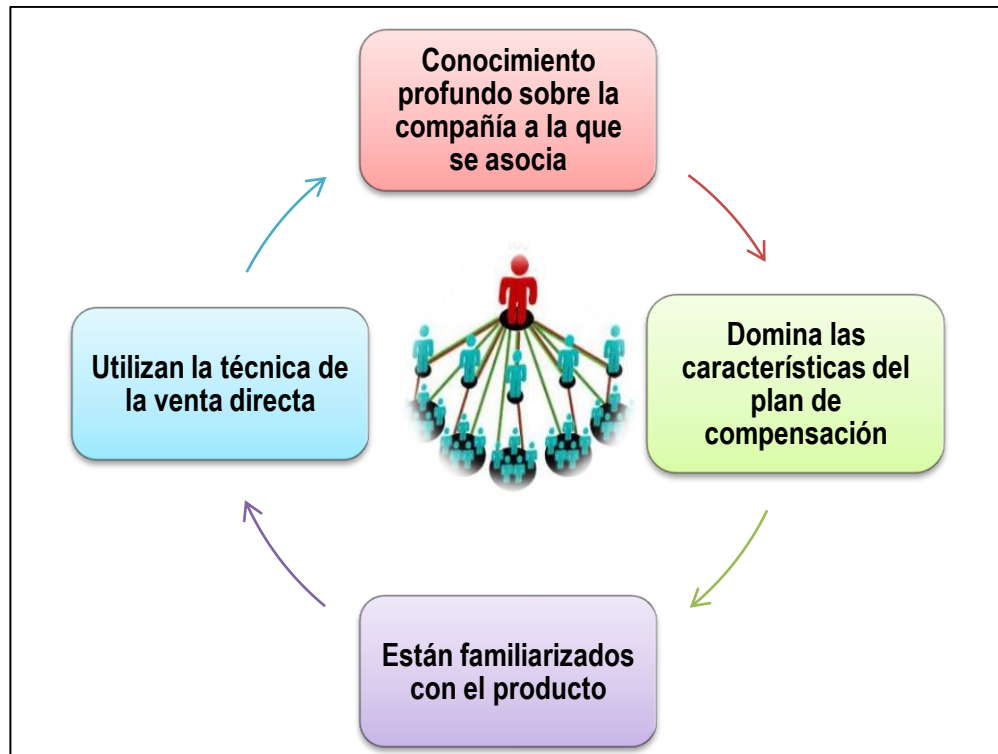 Conocimiento
profundo sobre la
compañía a la que
se asocia
Domina las
características del
plan de
compensación
Están familiarizados
con el producto
Utilizan la técnica de
la venta directa